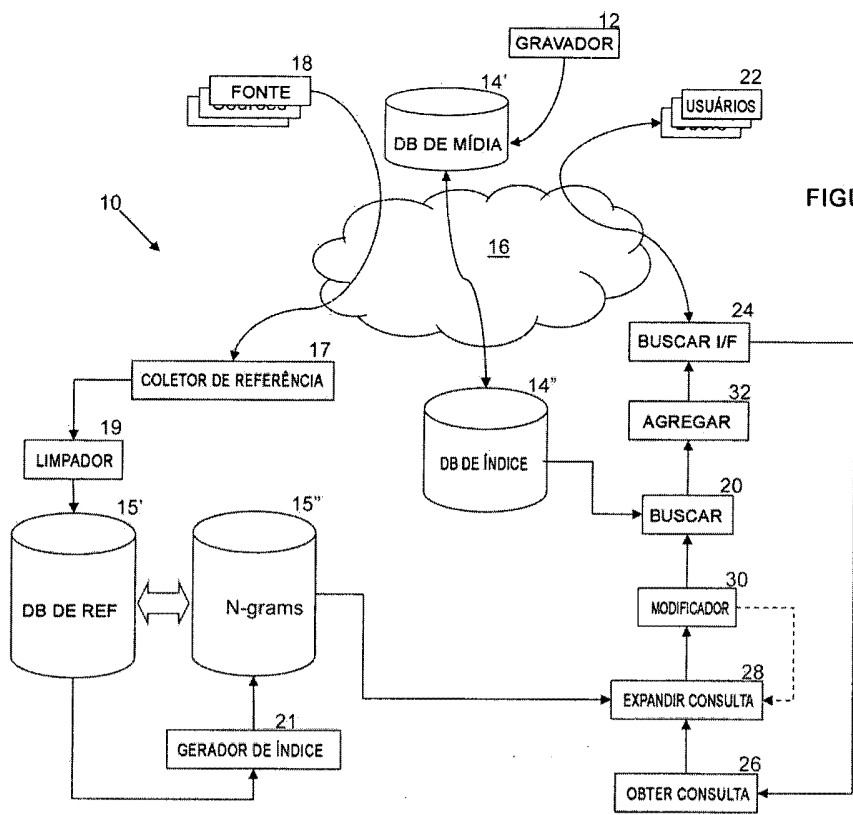 12
GRAVADOR
18
FONTE
14'
DB DE MÍDIA
22
USUÁRIOS
10
16
FIGU
24
BUSCAR I/F
17
COLETOR DE REFERÊNCIA
14"
DB DE ÍNDICE
32
AGREGAR
19
LIMPADOR
20
BUSCAR
15'
DB DE REF
15"
N-grams
30
MODIFICADOR
28
EXPANDIR CONSULTA
21
GERADOR DE ÍNDICE
26
OBTER CONSULTA